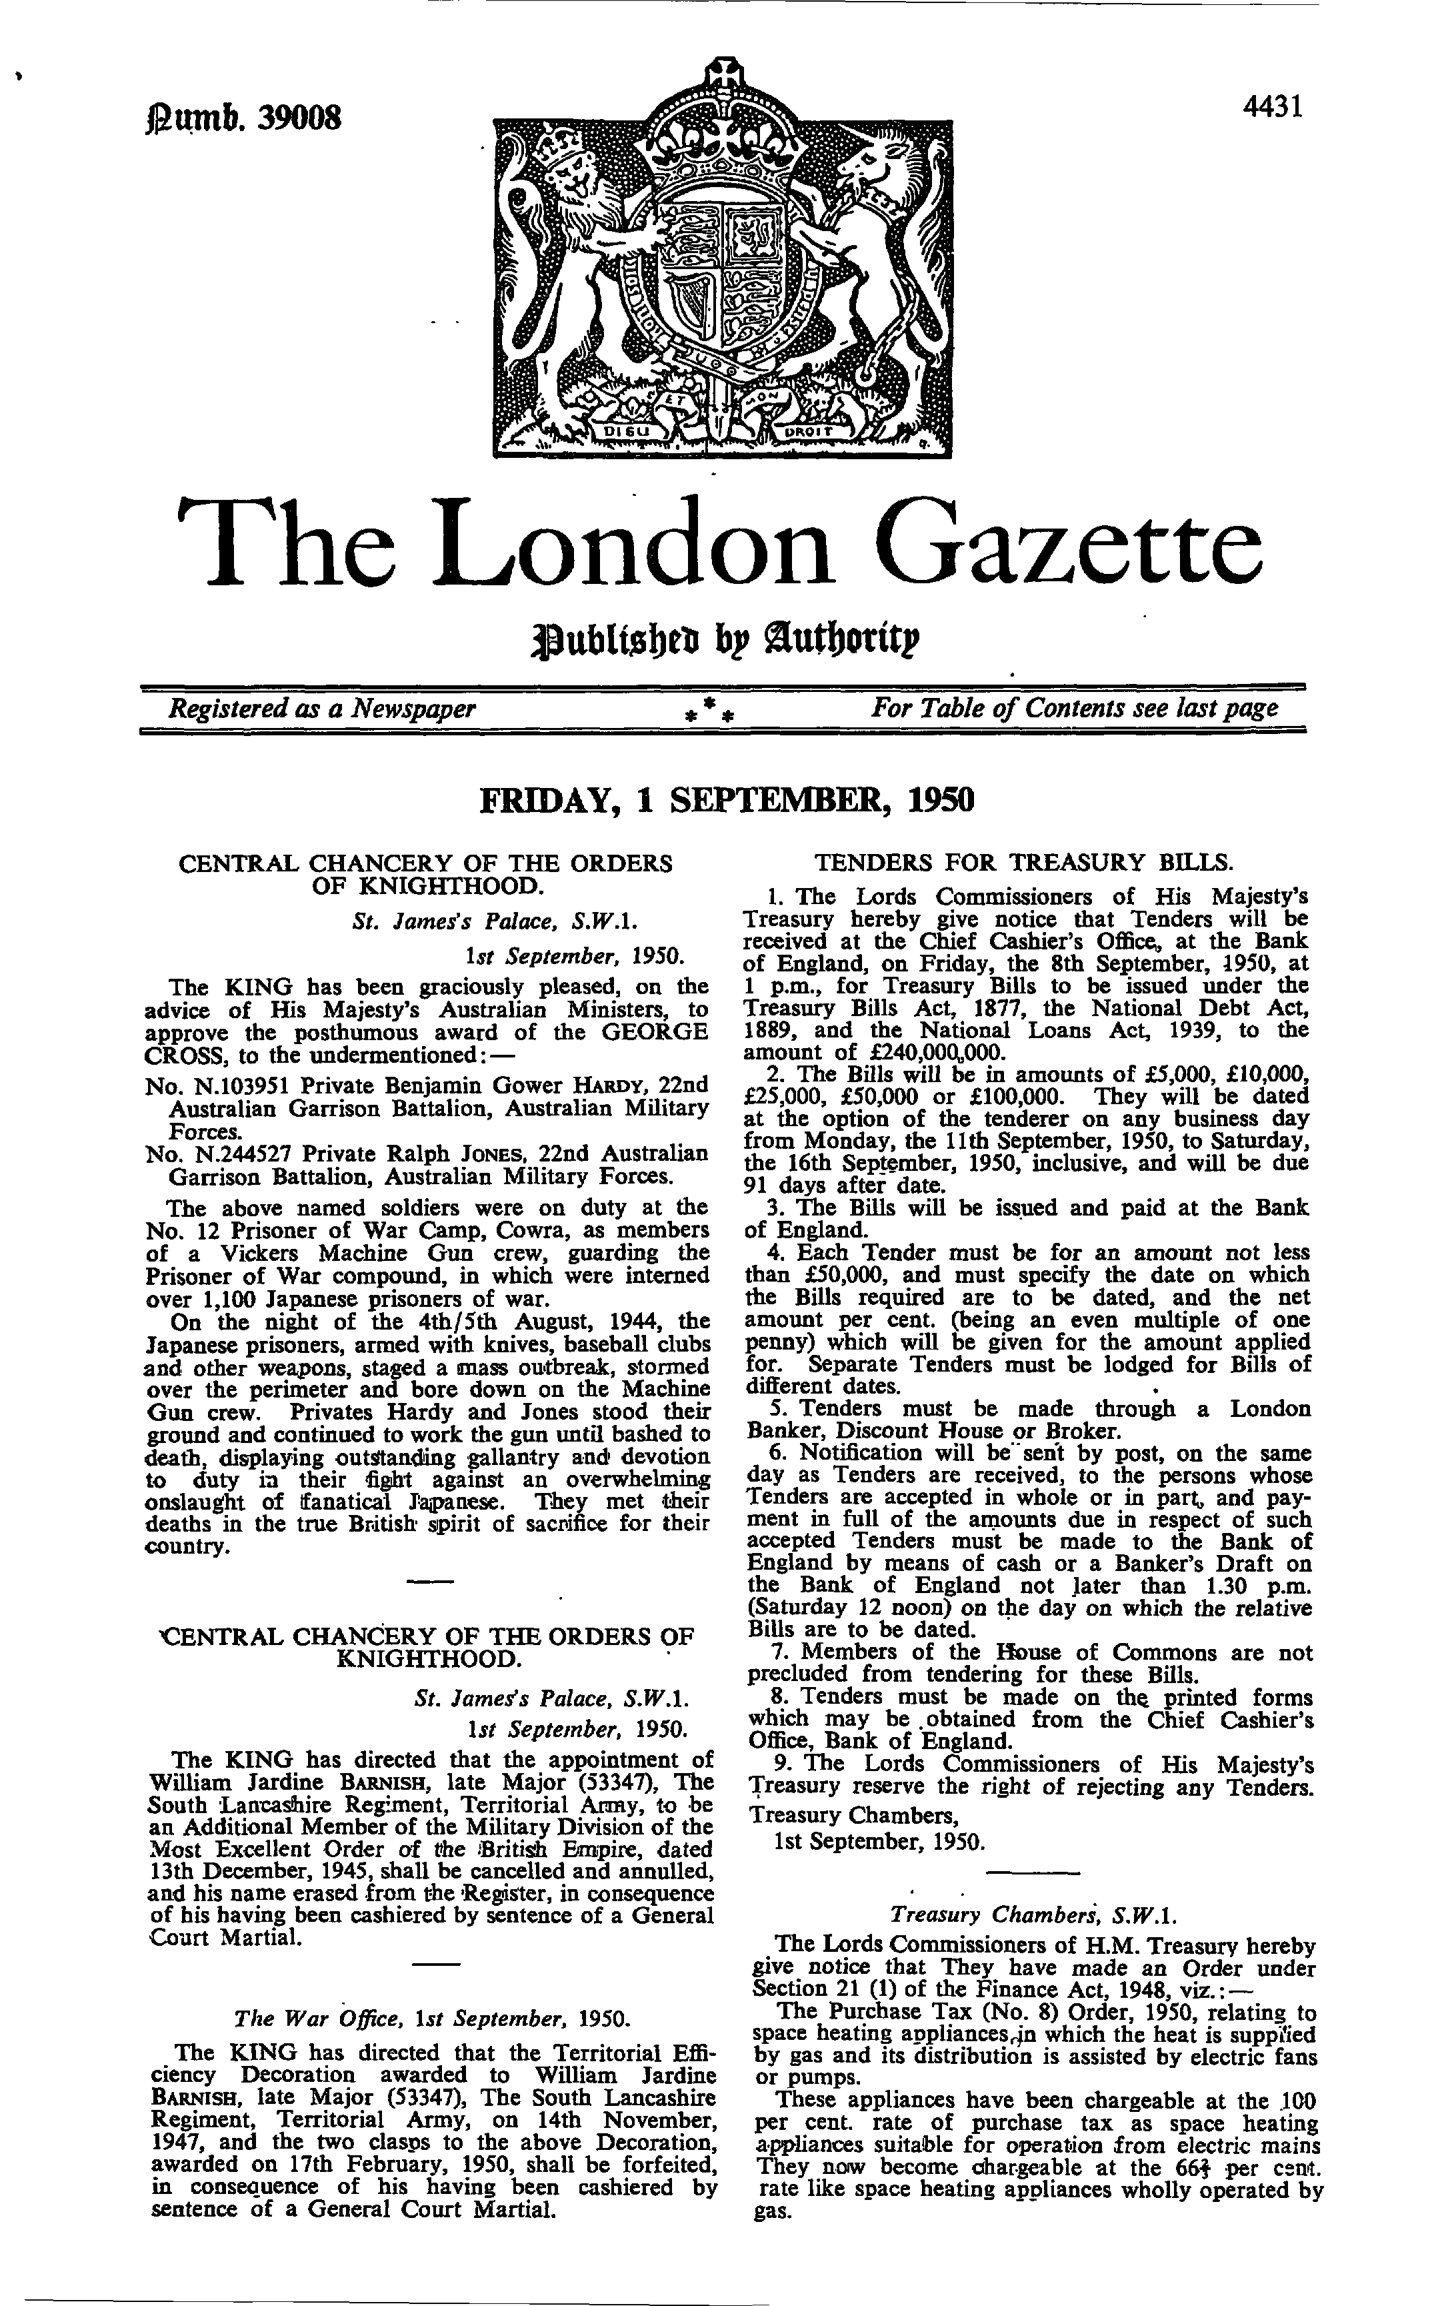 Numb. 39008
4431
DIEU ET MON DROIT
The London Gazette
Published by Authority
Registered as a Newspaper
* * *
For Table of Contents see last page
FRIDAY, 1 SEPTEMBER, 1950
CENTRAL CHANCERY OF THE ORDERS
OF KNIGHTHOOD.
St. James's Palace, S.W.1.
1st September, 1950.
The KING has been graciously pleased, on the
advice of His Majesty's Australian Ministers, to
approve the posthumous award of the GEORGE
CROSS, to the undermentioned:—
No. N.103951 Private Benjamin Gower HARDY, 22nd
Australian Garrison Battalion, Australian Military
Forces.
No. N.244527 Private Ralph JONES, 22nd Australian
Garrison Battalion, Australian Military Forces.
The above named soldiers were on duty at the
No. 12 Prisoner of War Camp, Cowra, as members
of a Vickers Machine Gun crew, guarding the
Prisoner of War compound, in which were interned
over 1,100 Japanese prisoners of war.
On the night of the 4th/5th August, 1944, the
Japanese prisoners, armed with knives, baseball clubs
and other weapons, staged a mass outbreak, stormed
over the perimeter and bore down on the Machine
Gun crew. Privates Hardy and Jones stood their
ground and continued to work the gun until bashed to
death, displaying outstanding gallantry and devotion
to duty in their fight against an overwhelming
onslaught of fanatical Japanese. They met their
deaths in the true British spirit of sacrifice for their
country.
CENTRAL CHANCERY OF THE ORDERS OF
KNIGHTHOOD.
St. James's Palace, S.W.1.
1st September, 1950.
The KING has directed that the appointment of
William Jardine BARNISH, late Major (53347), The
South Lancashire Regiment, Territorial Army, to be
an Additional Member of the Military Division of the
Most Excellent Order of the British Empire, dated
13th December, 1945, shall be cancelled and annulled,
and his name erased from the Register, in consequence
of his having been cashiered by sentence of a General
Court Martial.
The War Office, 1st September, 1950.
The KING has directed that the Territorial Effi-
ciency Decoration awarded to William Jardine
BARNISH, late Major (53347), The South Lancashire
Regiment, Territorial Army, on 14th November,
1947, and the two clasps to the above Decoration,
awarded on 17th February, 1950, shall be forfeited,
in consequence of his having been cashiered by
sentence of a General Court Martial.
TENDERS FOR TREASURY BILLS.
1. The Lords Commissioners of His Majesty's
Treasury hereby give notice that Tenders will be
received at the Chief Cashier's Office, at the Bank
of England, on Friday, the 8th September, 1950, at
1 p.m., for Treasury Bills to be issued under the
Treasury Bills Act, 1877, the National Debt Act,
1889, and the National Loans Act, 1939, to the
amount of £240,000,000.
2. The Bills will be in amounts of £5,000, £10,000,
£25,000, £50,000 or £100,000. They will be dated
at the option of the tenderer on any business day
from Monday, the 11th September, 1950, to Saturday,
the 16th September, 1950, inclusive, and will be due
91 days after date.
3. The Bills will be issued and paid at the Bank
of England.
4. Each Tender must be for an amount not less
than £50,000, and must specify the date on which
the Bills required are to be dated, and the net
amount per cent. (being an even multiple of one
penny) which will be given for the amount applied
for. Separate Tenders must be lodged for Bills of
different dates.
5. Tenders must be made through a London
Banker, Discount House or Broker.
6. Notification will be sent by post, on the same
day as Tenders are received, to the persons whose
Tenders are accepted in whole or in part, and pay-
ment in full of the amounts due in respect of such
accepted Tenders must be made to the Bank of
England by means of cash or a Banker's Draft on
the Bank of England not later than 1.30 p.m.
(Saturday 12 noon) on the day on which the relative
Bills are to be dated.
7. Members of the House of Commons are not
precluded from tendering for these Bills.
8. Tenders must be made on the printed forms
which may be obtained from the Chief Cashier's
Office, Bank of England.
9. The Lords Commissioners of His Majesty's
Treasury reserve the right of rejecting any Tenders.
Treasury Chambers,
1st September, 1950.
Treasury Chambers, S.W.1.
The Lords Commissioners of H.M. Treasury hereby
give notice that They have made an Order under
Section 21 (1) of the Finance Act, 1948, viz.:—
The Purchase Tax (No. 8) Order, 1950, relating to
space heating appliances, in which the heat is supplied
by gas and its distribution is assisted by electric fans
or pumps.
These appliances have been chargeable at the 100
per cent. rate of purchase tax as space heating
appliances suitable for operation from electric mains
They now become chargeable at the 66⅔ per cent.
rate like space heating appliances wholly operated by
gas.